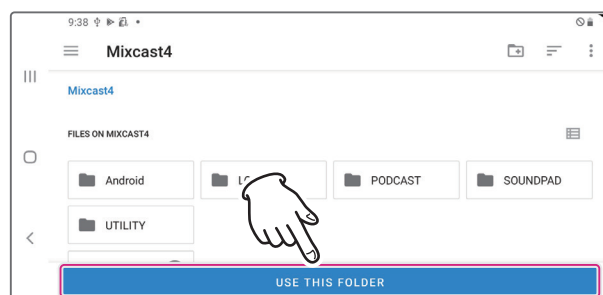 9:38
Mixcast4
Mixcast4
FILES ON MIXCAST4
Android
PODCAST
SOUNDPAD
UTILITY
USE THIS FOLDER